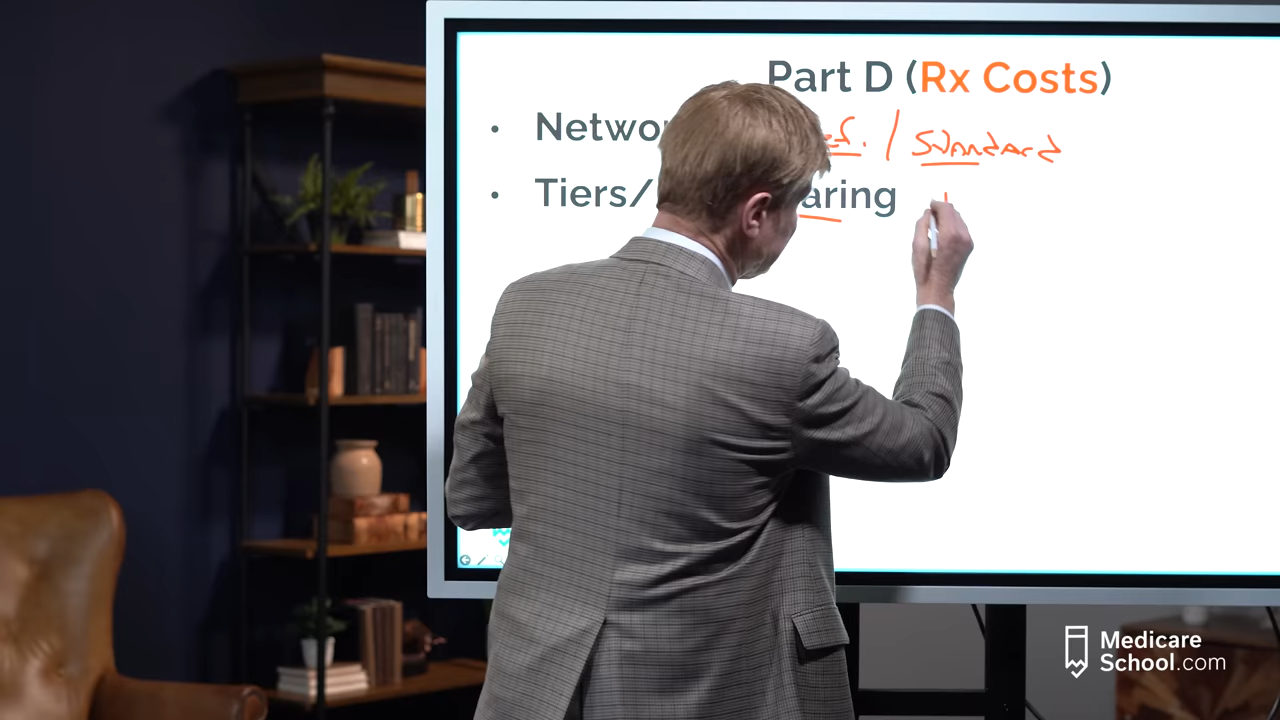 Part D (Rx Costs)
• Netwo / Standard
• Tiers/ aring
Medicare
School.com